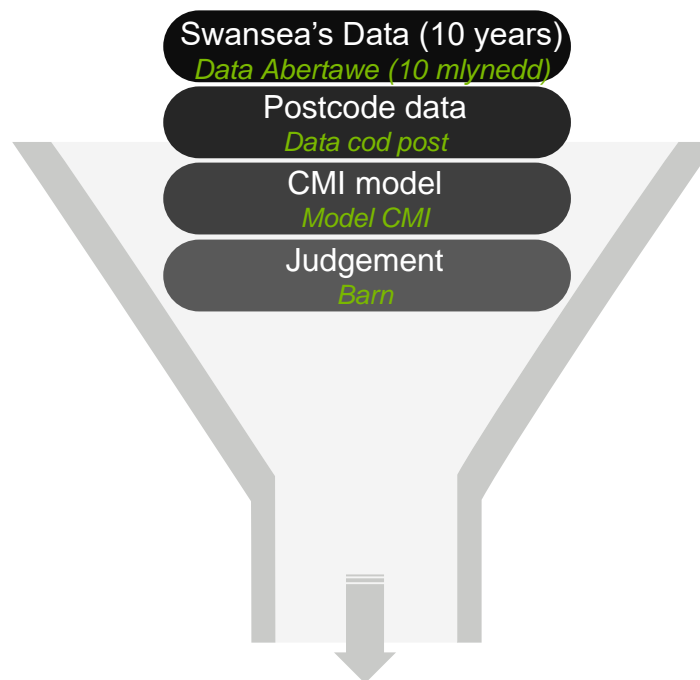 Swansea’s Data (10 years)
Data Abertawe (10 mlynedd)
Postcode data
Data cod post
CMI model
Model CMI
Judgement
Barn